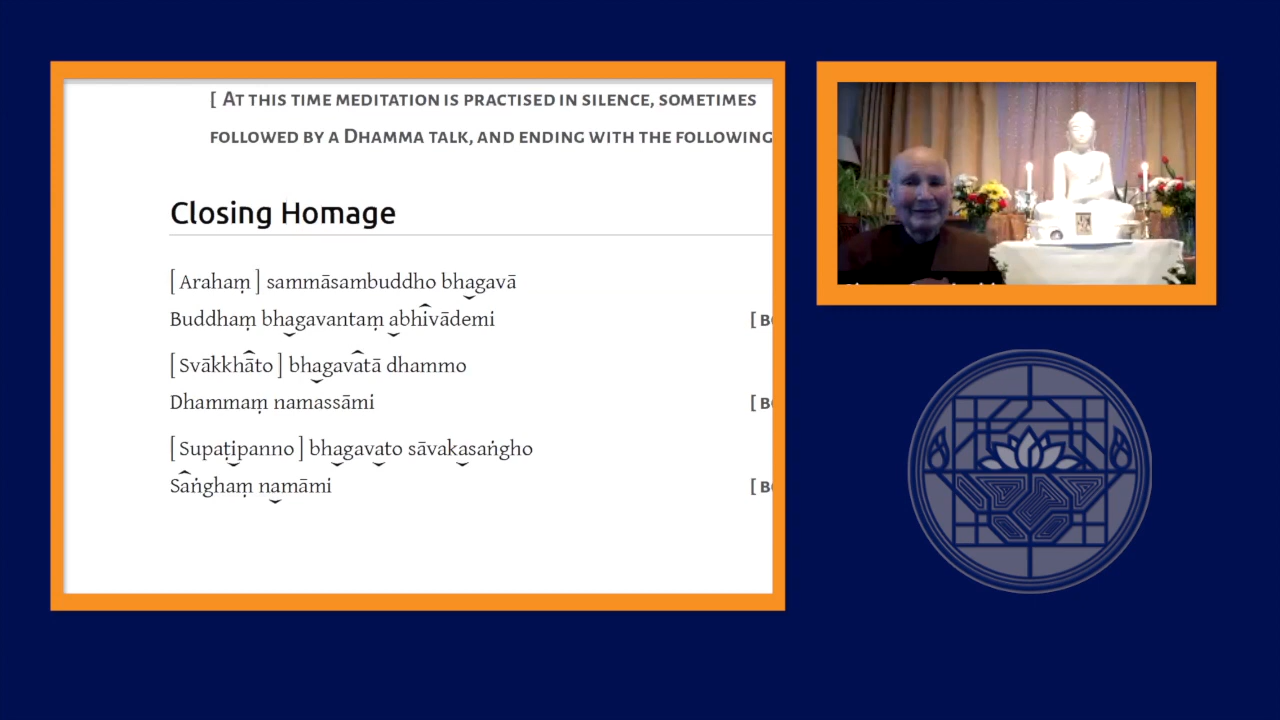 [ At this time meditation is practised in silence, sometimes
followed by a Dhamma talk, and ending with the following
Closing Homage
[ Arahaṃ ] sammāsambuddho bhagavā
Buddhaṃ bhagavantaṃ abhivādemi [ B
[ Svākkhāto ] bhagavatā dhammo
Dhammaṃ namassāmi [ B
[ Supaṭipanno ] bhagavato sāvakasaṅgho
Saṅghaṃ namāmi [ B